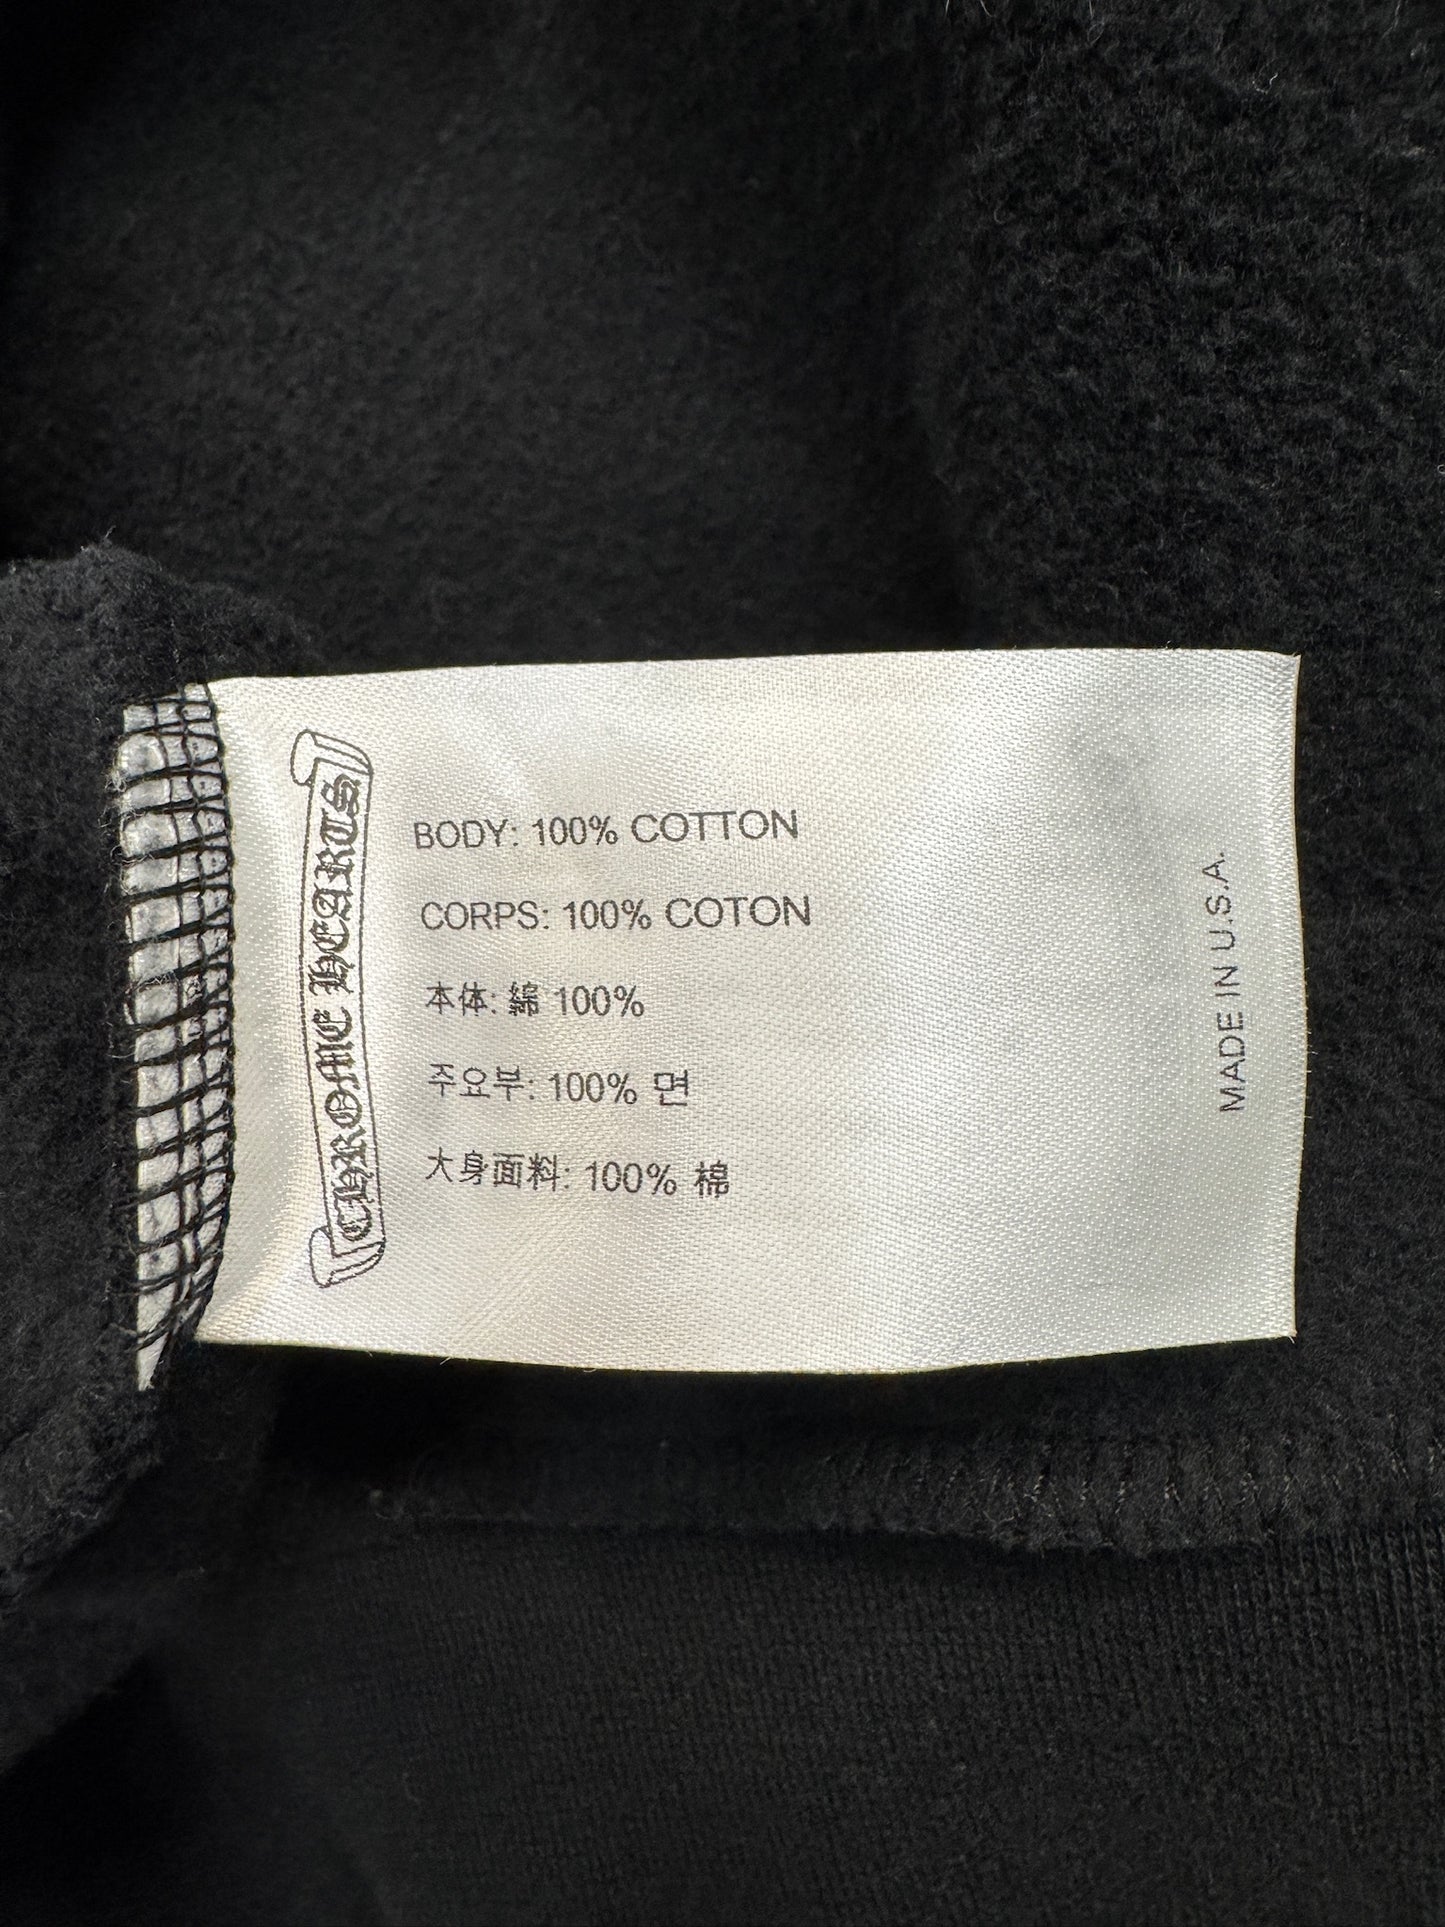 CHROME HEARTS
BODY: 100% COTTON
CORPS: 100% COTON
本体: 綿 100%
주요부: 100% 면
大身面料: 100% 棉
MADE IN U.S.A.